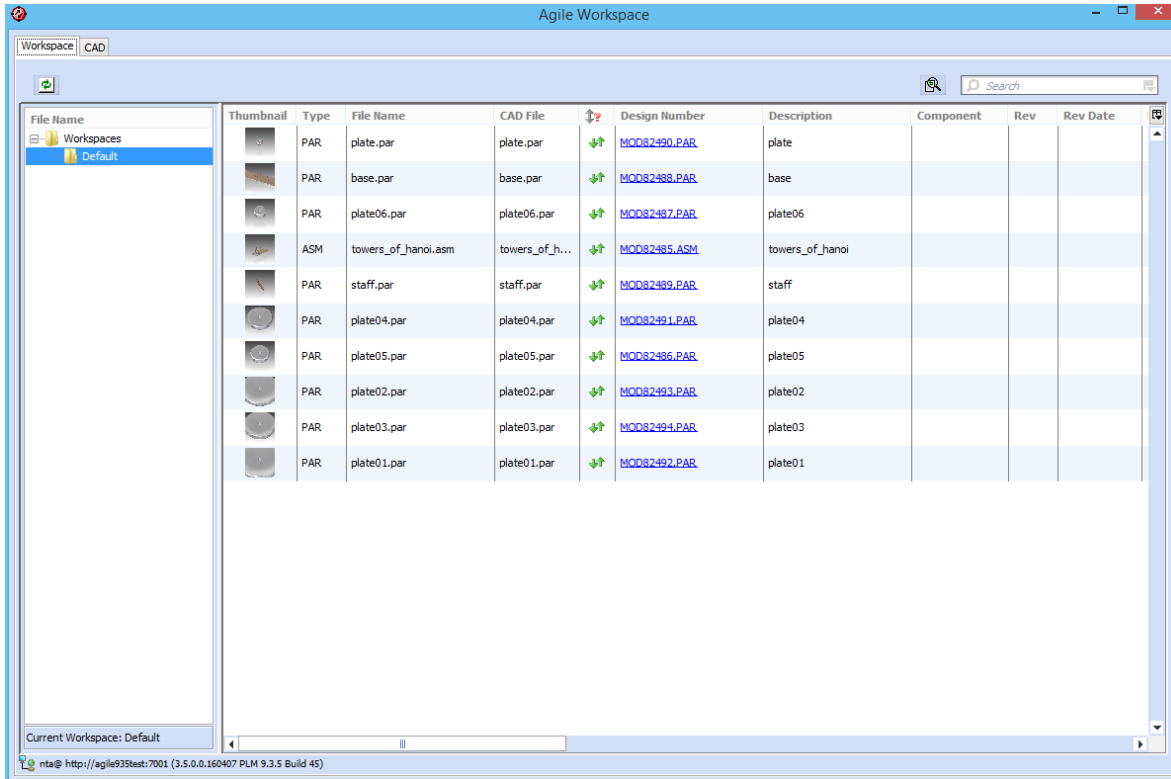 Agile Workspace
Workspace CAD
Search
File Name
Workspaces
Default
Thumbnail Type File Name CAD File Design Number Description Component Rev Rev Date
PAR plate.par plate.par MOD82490.PAR plate
PAR base.par base.par MOD82488.PAR base
PAR plate06.par plate06.par MOD82487.PAR plate06
ASM towers_of_hanoi.asm towers_of_h... MOD82485.ASM towers_of_hanoi
PAR staff.par staff.par MOD82489.PAR staff
PAR plate04.par plate04.par MOD82491.PAR plate04
PAR plate05.par plate05.par MOD82486.PAR plate05
PAR plate02.par plate02.par MOD82493.PAR plate02
PAR plate03.par plate03.par MOD82494.PAR plate03
PAR plate01.par plate01.par MOD82492.PAR plate01
Current Workspace: Default
nta@ http://agile935test:7001 (3.5.0.0.160407 PLM 9.3.5 Build 45)